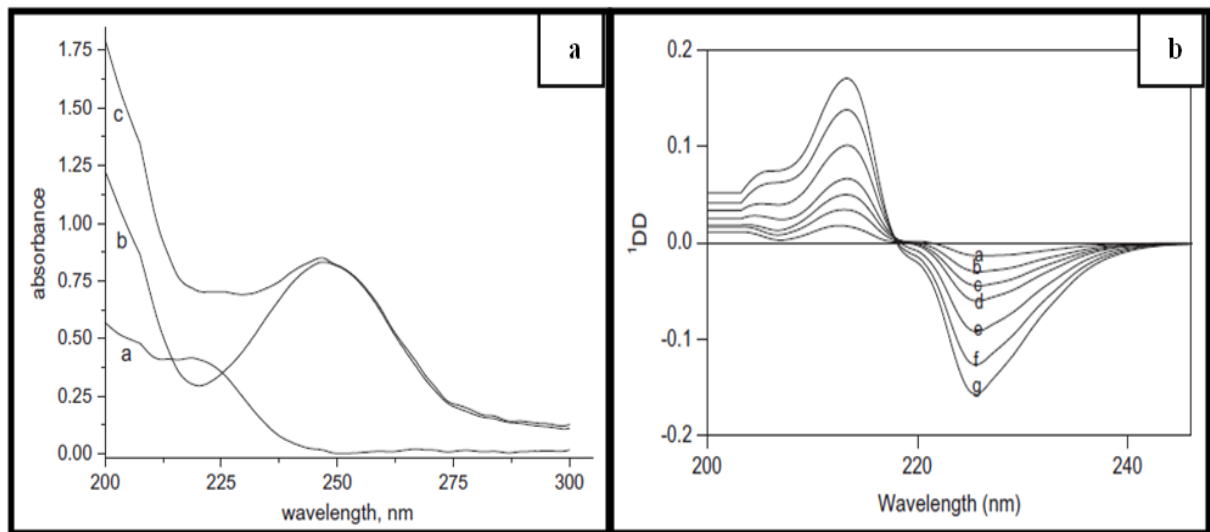 a
1.75
1.50
1.25
1.00
0.75
0.50
0.25
0.00
absorbance
c
b
a
200 225 250 275 300
wavelength, nm
b
0.2
0.1
0.0
-0.1
-0.2
¹DD
a
b
c
d
e
f
g
200 220 240
Wavelength (nm)